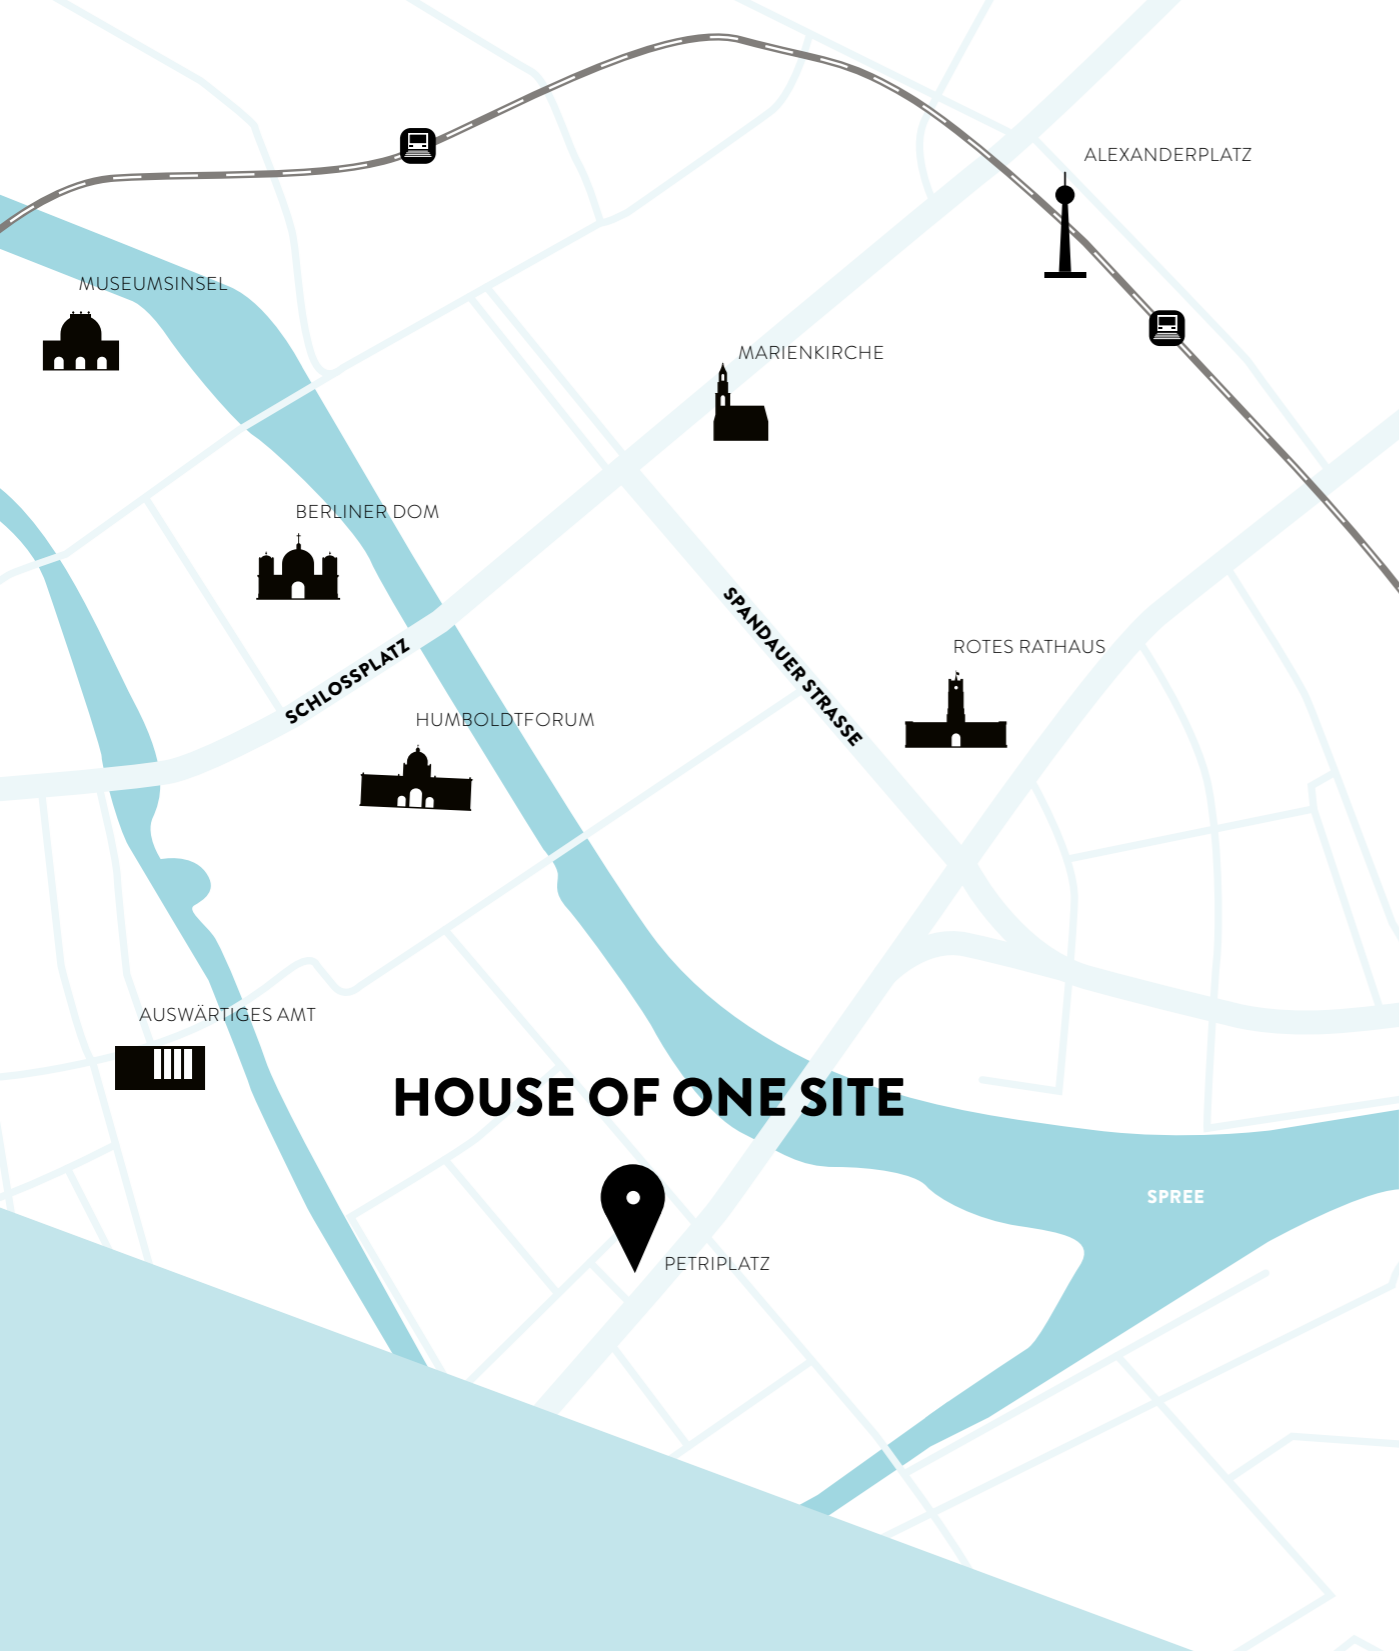 ALEXANDERPLATZ
MUSEUMSINSEL
MARIENKIRCHE
BERLINER DOM
SPANDAUER STRASSE
SCHLOSSPLATZ
ROTES RATHAUS
HUMBOLDTFORUM
AUSWÄRTIGES AMT
HOUSE OF ONE SITE
SPREE
PETRIPLATZ